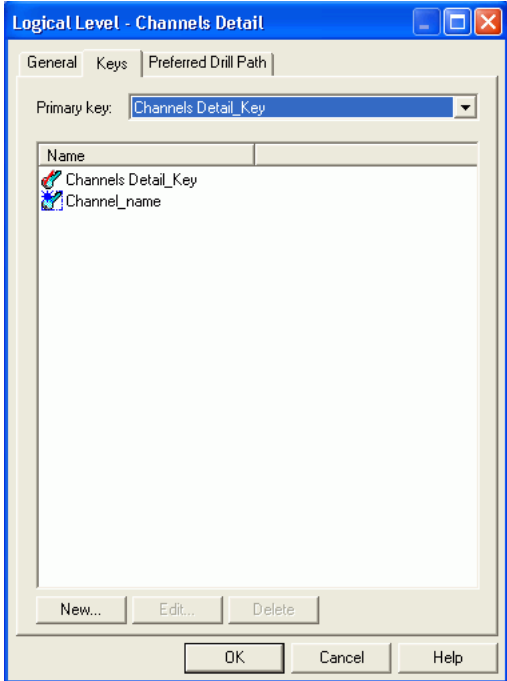 Logical Level - Channels Detail
General Keys Preferred Drill Path
Primary key: Channels Detail_Key
Name
Channels Detail_Key
Channel_name
New... Edit... Delete
OK Cancel Help